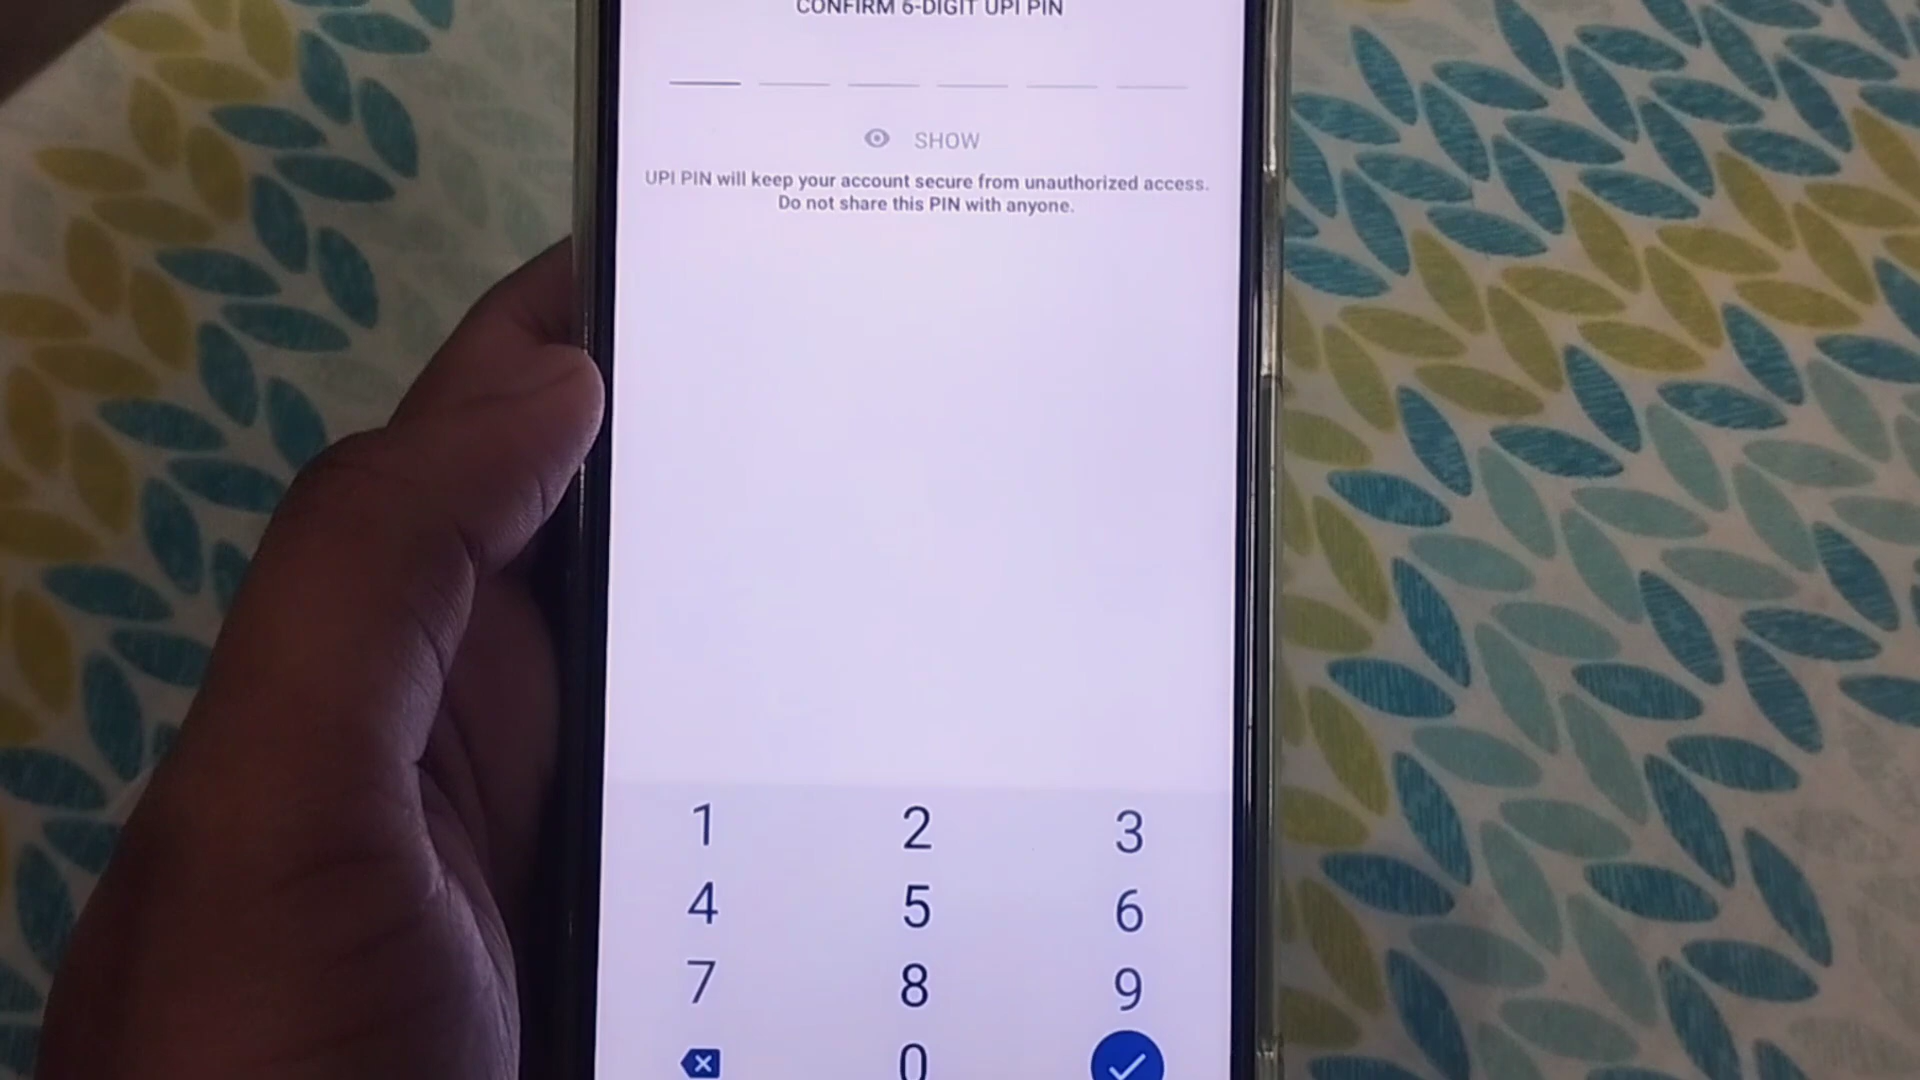 CONFIRM 6-DIGIT UPI PIN
SHOW
UPI PIN will keep your account secure from unauthorized access.
Do not share this PIN with anyone.
1 2 3
4 5 6
7 8 9
0